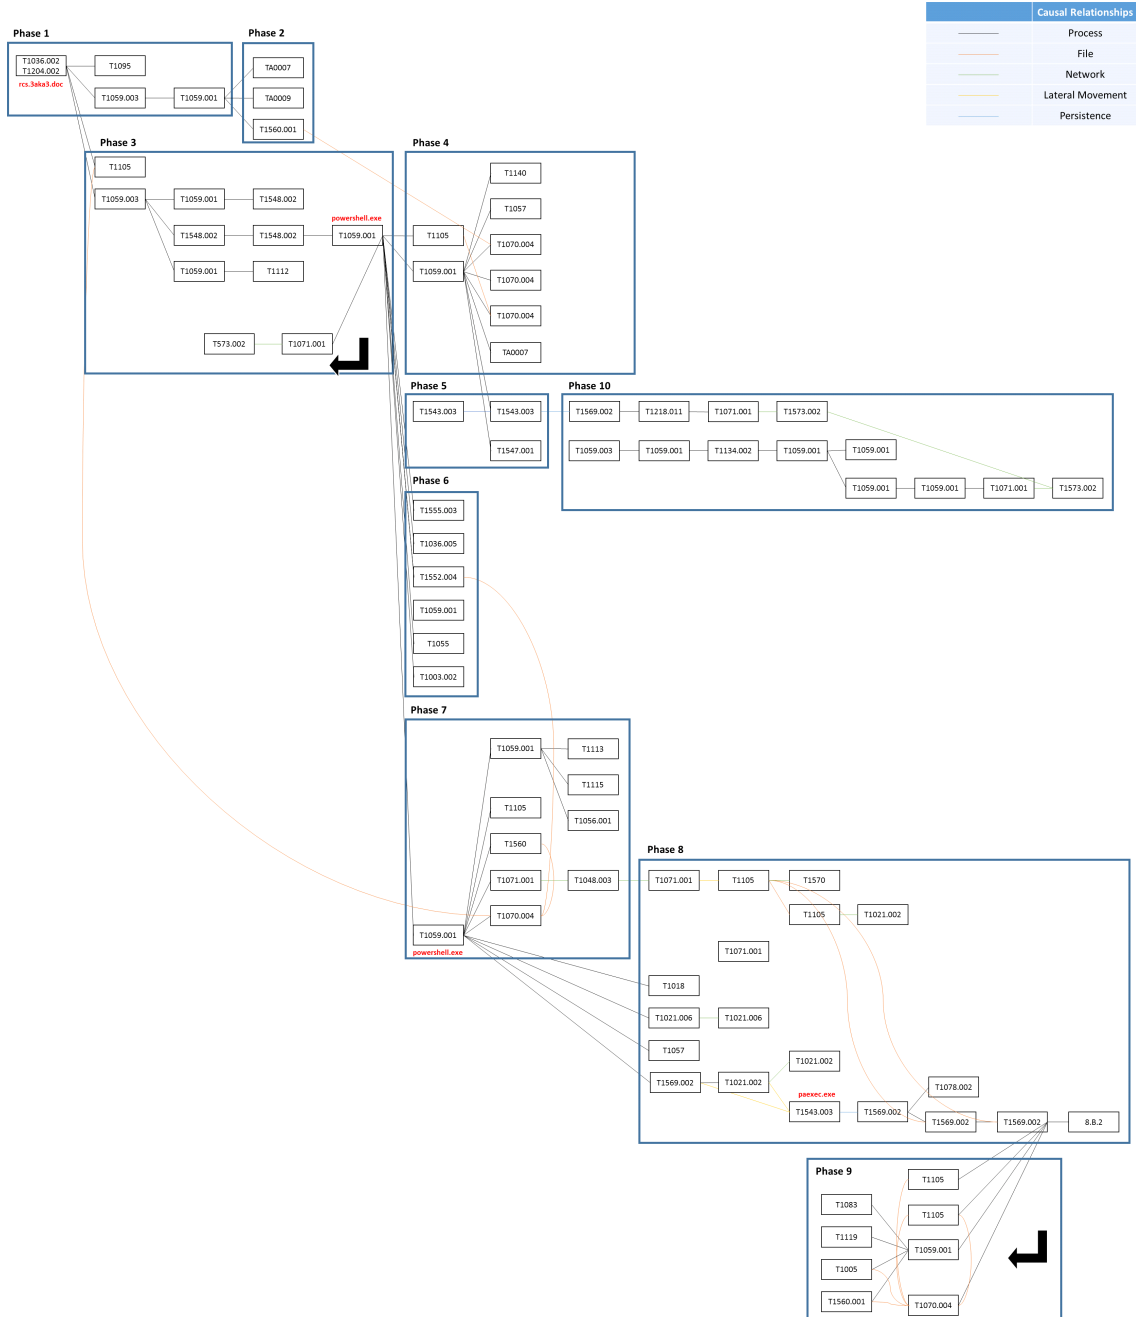 Causal Relationships
Process
File
Network
Lateral Movement
Persistence
Phase 1
T1036.002
T1204.002
rcs.3aka3.doc
T1095
T1059.003
T1059.001
Phase 2
TA0007
TA0009
T1560.001
Phase 3
T1105
T1059.003
T1059.001
T1548.002
T1548.002
T1548.002
powershell.exe
T1059.001
T1059.001
T1112
T573.002
T1071.001
Phase 4
T1140
T1057
T1105
T1070.004
T1059.001
T1070.004
T1070.004
TA0007
Phase 5
T1543.003
T1543.003
T1547.001
Phase 10
T1569.002
T1218.011
T1071.001
T1573.002
T1059.003
T1059.001
T1134.002
T1059.001
T1059.001
T1059.001
T1059.001
T1071.001
T1573.002
Phase 6
T1555.003
T1036.005
T1552.004
T1059.001
T1055
T1003.002
Phase 7
T1059.001
T1113
T1115
T1105
T1056.001
T1560
T1071.001
T1048.003
T1070.004
T1059.001
powershell.exe
Phase 8
T1071.001
T1105
T1570
T1105
T1021.002
T1071.001
T1018
T1021.006
T1021.006
T1057
T1021.002
T1569.002
T1021.002
T1078.002
paexec.exe
T1543.003
T1569.002
T1569.002
T1569.002
8.B.2
Phase 9
T1105
T1083
T1105
T1119
T1059.001
T1005
T1560.001
T1070.004